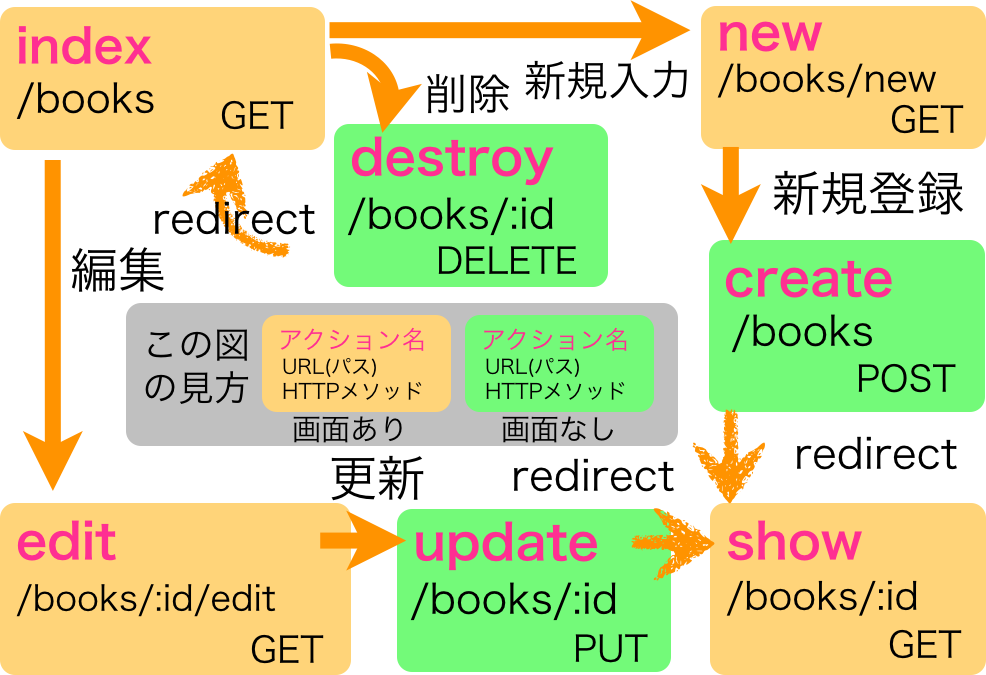 index
/books
GET
新規入力
new
/books/new
GET
削除
destroy
/books/:id
DELETE
redirect
新規登録
編集
create
/books
POST
この図
の見方
アクション名
URL(パス)
HTTPメソッド
画面あり
アクション名
URL(パス)
HTTPメソッド
画面なし
redirect
更新
redirect
edit
/books/:id/edit
GET
update
/books/:id
PUT
show
/books/:id
GET